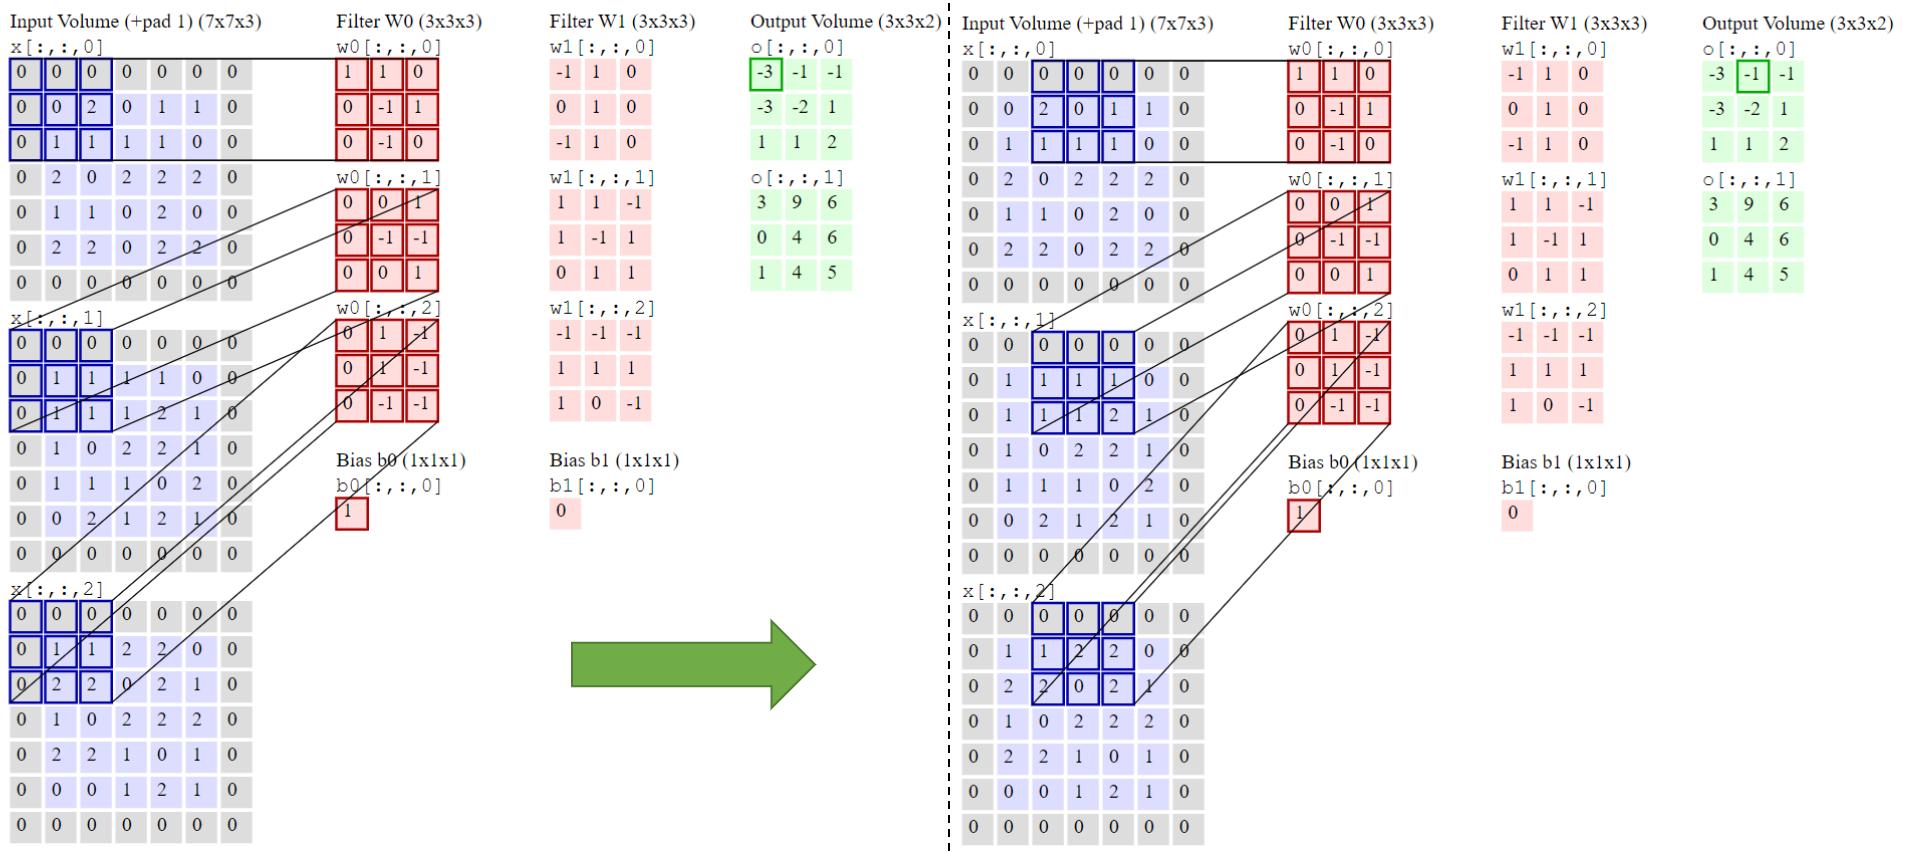 Input Volume (+pad 1) (7x7x3)
x[:,:,0]
0 0 0 0 0 0 0
0 0 2 0 1 1 0
0 1 1 1 1 0 0
0 2 0 2 2 2 0
0 1 1 0 2 0 0
0 2 2 0 2 2 0
0 0 0 0 0 0 0
x[:,:,1]
0 0 0 0 0 0 0
0 1 1 1 1 0 0
0 1 1 1 2 1 0
0 1 0 2 2 1 0
0 1 1 1 0 2 0
0 0 2 1 2 1 0
0 0 0 0 0 0 0
x[:,:,2]
0 0 0 0 0 0 0
0 1 1 2 2 0 0
0 2 2 0 2 1 0
0 1 0 2 2 2 0
0 2 2 1 0 1 0
0 0 0 1 2 1 0
0 0 0 0 0 0 0
Filter W0 (3x3x3)
w0[:,:,0]
1 1 0
0 -1 1
0 -1 0
w0[:,:,1]
0 0 1
0 -1 -1
0 0 1
w0[:,:,2]
0 1 -1
0 1 -1
0 -1 -1
Bias b0 (1x1x1)
b0[:,:,0]
1
Filter W1 (3x3x3)
w1[:,:,0]
-1 1 0
0 1 0
-1 1 0
w1[:,:,1]
1 1 -1
1 -1 1
0 1 1
w1[:,:,2]
-1 -1 -1
1 1 1
1 0 -1
Bias b1 (1x1x1)
b1[:,:,0]
0
Output Volume (3x3x2)
o[:,:,0]
-3 -1 -1
-3 -2 1
1 1 2
o[:,:,1]
3 9 6
0 4 6
1 4 5
Input Volume (+pad 1) (7x7x3)
x[:,:,0]
0 0 0 0 0 0 0
0 0 2 0 1 1 0
0 1 1 1 1 0 0
0 2 0 2 2 2 0
0 1 1 0 2 0 0
0 2 2 0 2 2 0
0 0 0 0 0 0 0
x[:,:,1]
0 0 0 0 0 0 0
0 1 1 1 1 0 0
0 1 1 1 2 1 0
0 1 0 2 2 1 0
0 1 1 1 0 2 0
0 0 2 1 2 1 0
0 0 0 0 0 0 0
x[:,:,2]
0 0 0 0 0 0 0
0 1 1 2 2 0 0
0 2 2 0 2 1 0
0 1 0 2 2 2 0
0 2 2 1 0 1 0
0 0 0 1 2 1 0
0 0 0 0 0 0 0
Filter W0 (3x3x3)
w0[:,:,0]
1 1 0
0 -1 1
0 -1 0
w0[:,:,1]
0 0 1
0 -1 -1
0 0 1
w0[:,:,2]
0 1 -1
0 1 -1
0 -1 -1
Bias b0 (1x1x1)
b0[:,:,0]
1
Filter W1 (3x3x3)
w1[:,:,0]
-1 1 0
0 1 0
-1 1 0
w1[:,:,1]
1 1 -1
1 -1 1
0 1 1
w1[:,:,2]
-1 -1 -1
1 1 1
1 0 -1
Bias b1 (1x1x1)
b1[:,:,0]
0
Output Volume (3x3x2)
o[:,:,0]
-3 -1 -1
-3 -2 1
1 1 2
o[:,:,1]
3 9 6
0 4 6
1 4 5